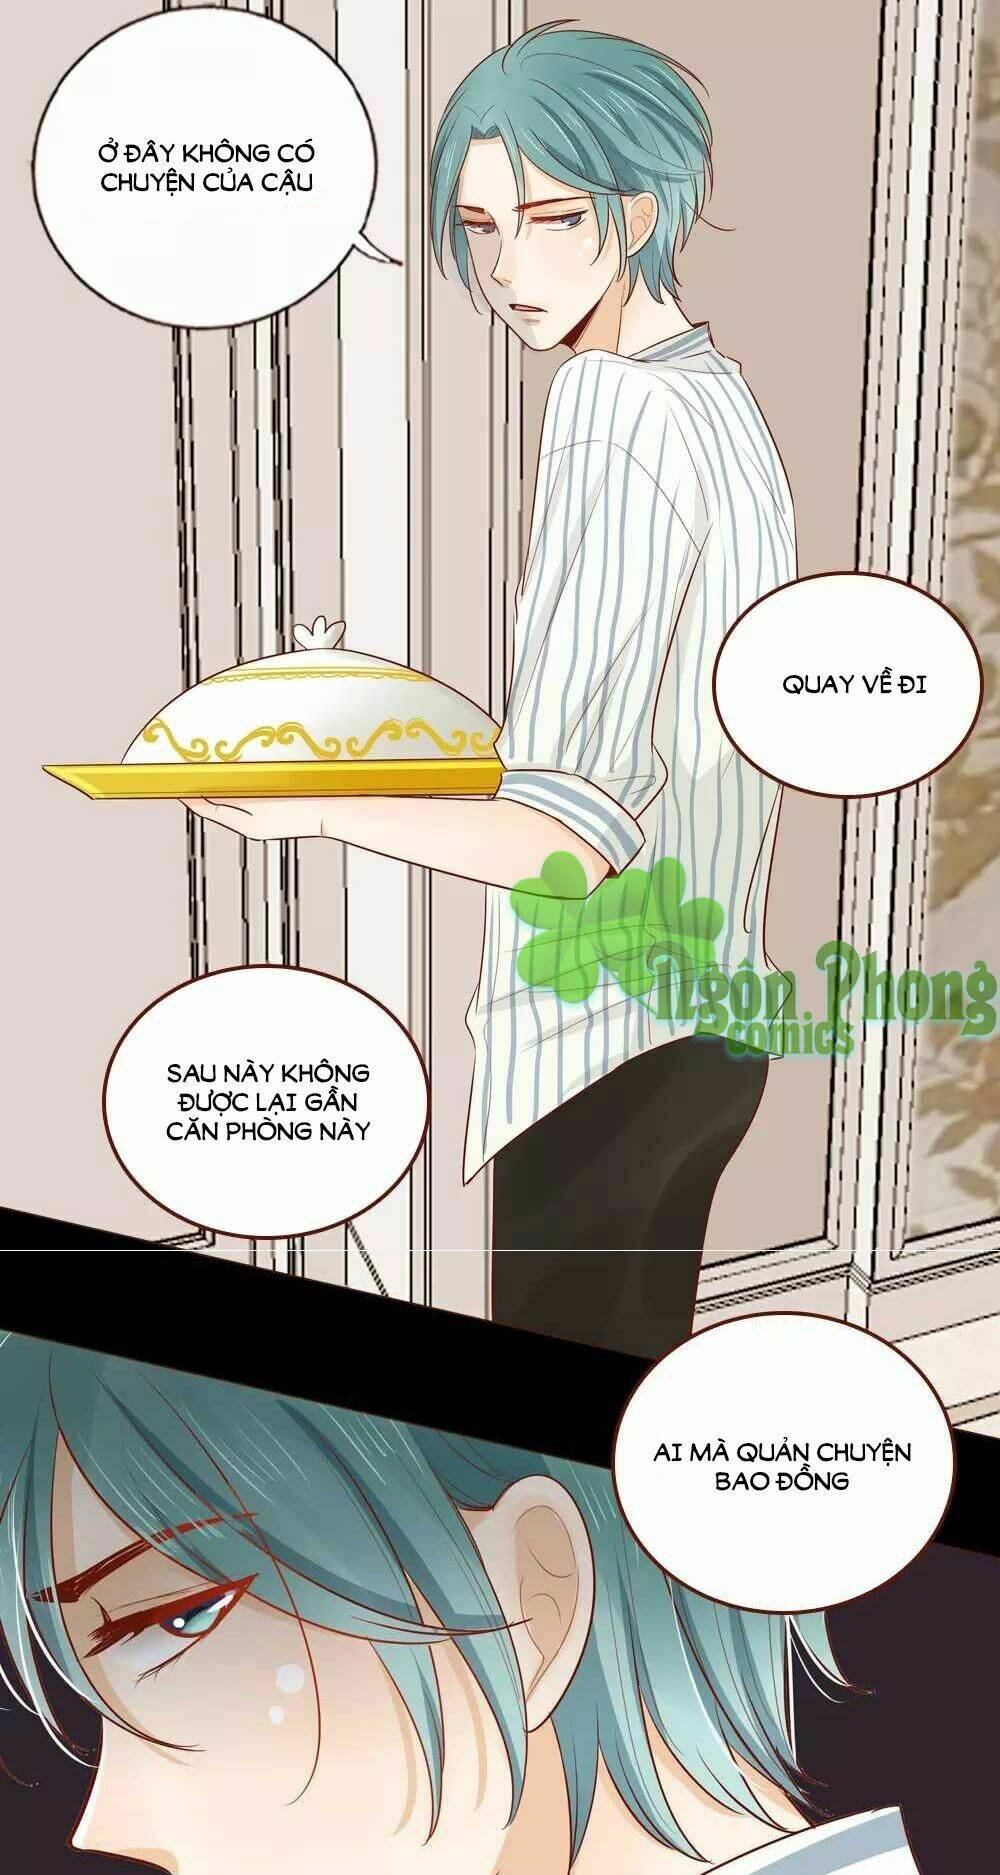 Ở ĐÂY KHÔNG CÓ
CHUYỆN CỦA CẬU
QUAY VỀ ĐI
Ngôn Phong
comics
SAU NÀY KHÔNG
ĐƯỢC LẠI GẦN
CĂN PHÒNG NÀY
AI MÀ QUẢN CHUYỆN
BAO ĐỒNG